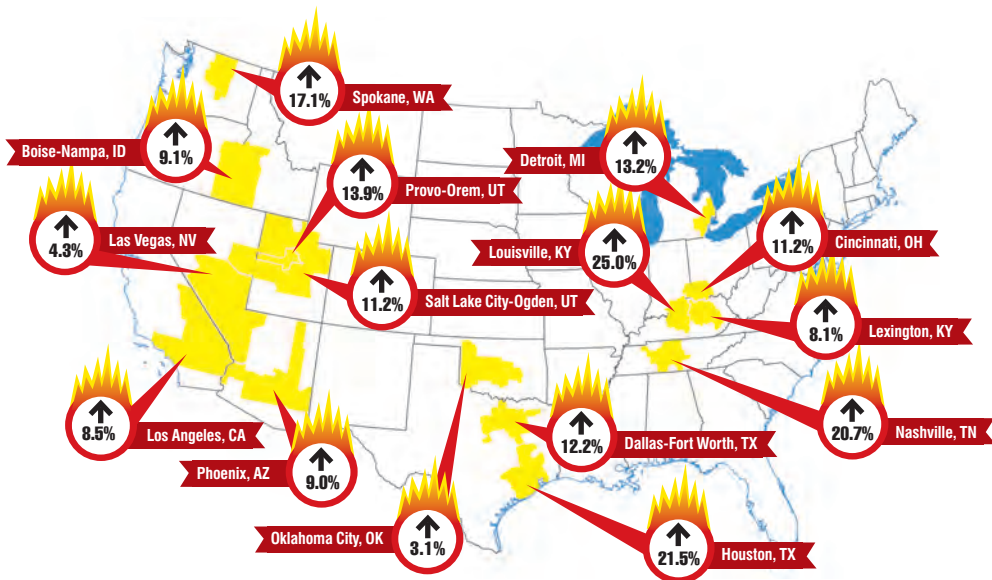 17.1%
Spokane, WA
Boise-Nampa, ID
9.1%
13.9%
Provo-Orem, UT
Detroit, MI
13.2%
4.3%
Las Vegas, NV
Louisville, KY
25.0%
11.2%
Cincinnati, OH
11.2%
Salt Lake City-Ogden, UT
8.1%
Lexington, KY
8.5%
Los Angeles, CA
12.2%
Dallas-Fort Worth, TX
20.7%
Nashville, TN
Phoenix, AZ
9.0%
Oklahoma City, OK
3.1%
21.5%
Houston, TX